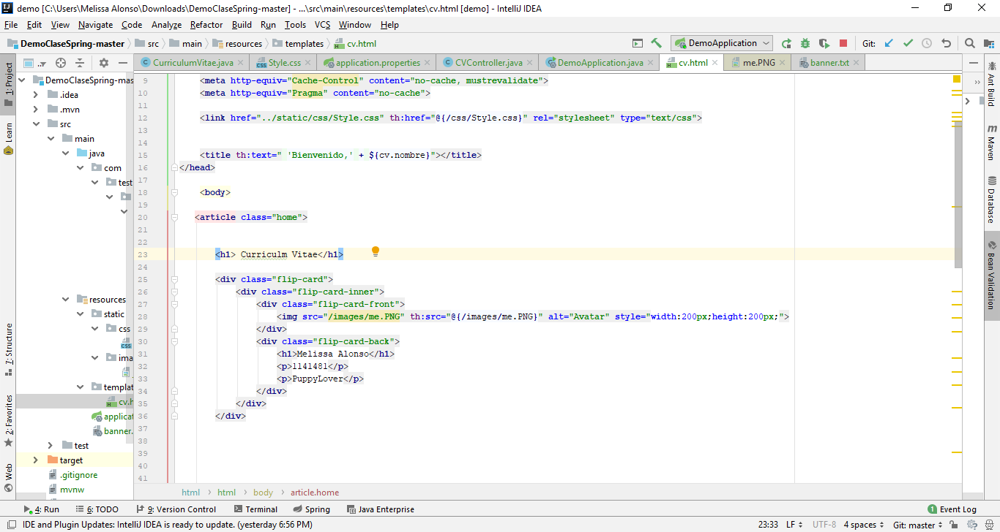 demo [C:\Users\Melissa Alonso\Downloads\DemoClaseSpring-master] - ...\src\main\resources\templates\cv.html [demo] - IntelliJ IDEA
File Edit View Navigate Code Analyze Refactor Build Run Tools VCS Window Help
DemoClaseSpring-master src main resources templates cv.html DemoApplication Git:
CurriculumVitae.java Style.css application.properties CVController.java DemoApplication.java cv.html me.PNG banner.txt
1: Project
Learn
7: Structure
2: Favorites
Web
DemoClaseSpring-mas
.idea
.mvn
src
main
java
com
test
resources
static
css
ima
templat
cv.h
applicat
banner.
test
target
.gitignore
mvnw
9 <meta http-equiv="Cache-Control" content="no-cache, mustrevalidate">
10 <meta http-equiv="Pragma" content="no-cache">
11
12 <link href="../static/css/Style.css" th:href="@{/css/Style.css}" rel="stylesheet" type="text/css">
13
14
15 <title th:text=" 'Bienvenido,' + ${cv.nombre}"></title>
16 </head>
17
18 <body>
19
20 <article class="home">
21
22
23 <h1> Curriculm Vitae</h1>
24
25 <div class="flip-card">
26 <div class="flip-card-inner">
27 <div class="flip-card-front">
28 <img src="/images/me.PNG" th:src="@{/images/me.PNG}" alt="Avatar" style="width:200px;height:200px;">
29 </div>
30 <div class="flip-card-back">
31 <h1>Melissa Alonso</h1>
32 <p>1141481</p>
33 <p>PuppyLover</p>
34 </div>
35 </div>
36 </div>
37
38
39
40
41
html html body article.home
Ant Build
Maven
Database
Bean Validation
4: Run 6: TODO 9: Version Control Terminal Spring Java Enterprise 1 Event Log
IDE and Plugin Updates: IntelliJ IDEA is ready to update. (yesterday 6:56 PM) 23:33 LF UTF-8 4 spaces Git: master